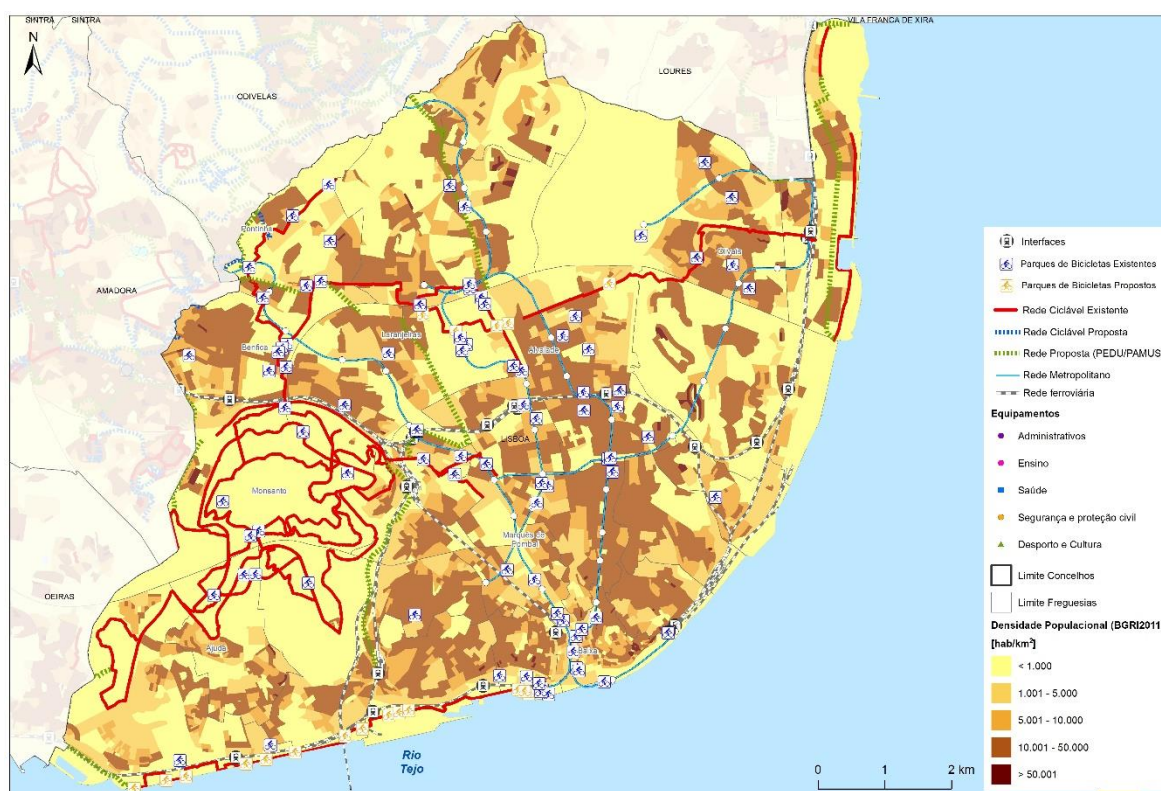 SINTRA
SINTRA
VILA FRANCA DE XIRA
N
LOURES
ODIVELAS
Pontinha
Olivais
AMADORA
Laranjeiras
Alvalade
Benfica
LISBOA
Monsanto
Marques de
Pombal
OEIRAS
Ajuda
Baixa
Rio
Tejo
0
2 km
Interfaces
Parques de Bicicletas Existentes
Parques de Bicicletas Propostos
Rede Ciclável Existente
Rede Ciclável Proposta
Rede Proposta (PEDU/PAMUS
Rede Metropolitano
Rede ferroviária
Equipamentos
Administrativos
Ensino
Saúde
Segurança e proteção civil
Desporto e Cultura
Limite Concelhos
Limite Freguesias
Densidade Populacional (BGRI2011
[hab/km²]
< 1.000
1.001 - 5.000
5.001 - 10.000
10.001 - 50.000
> 50.001